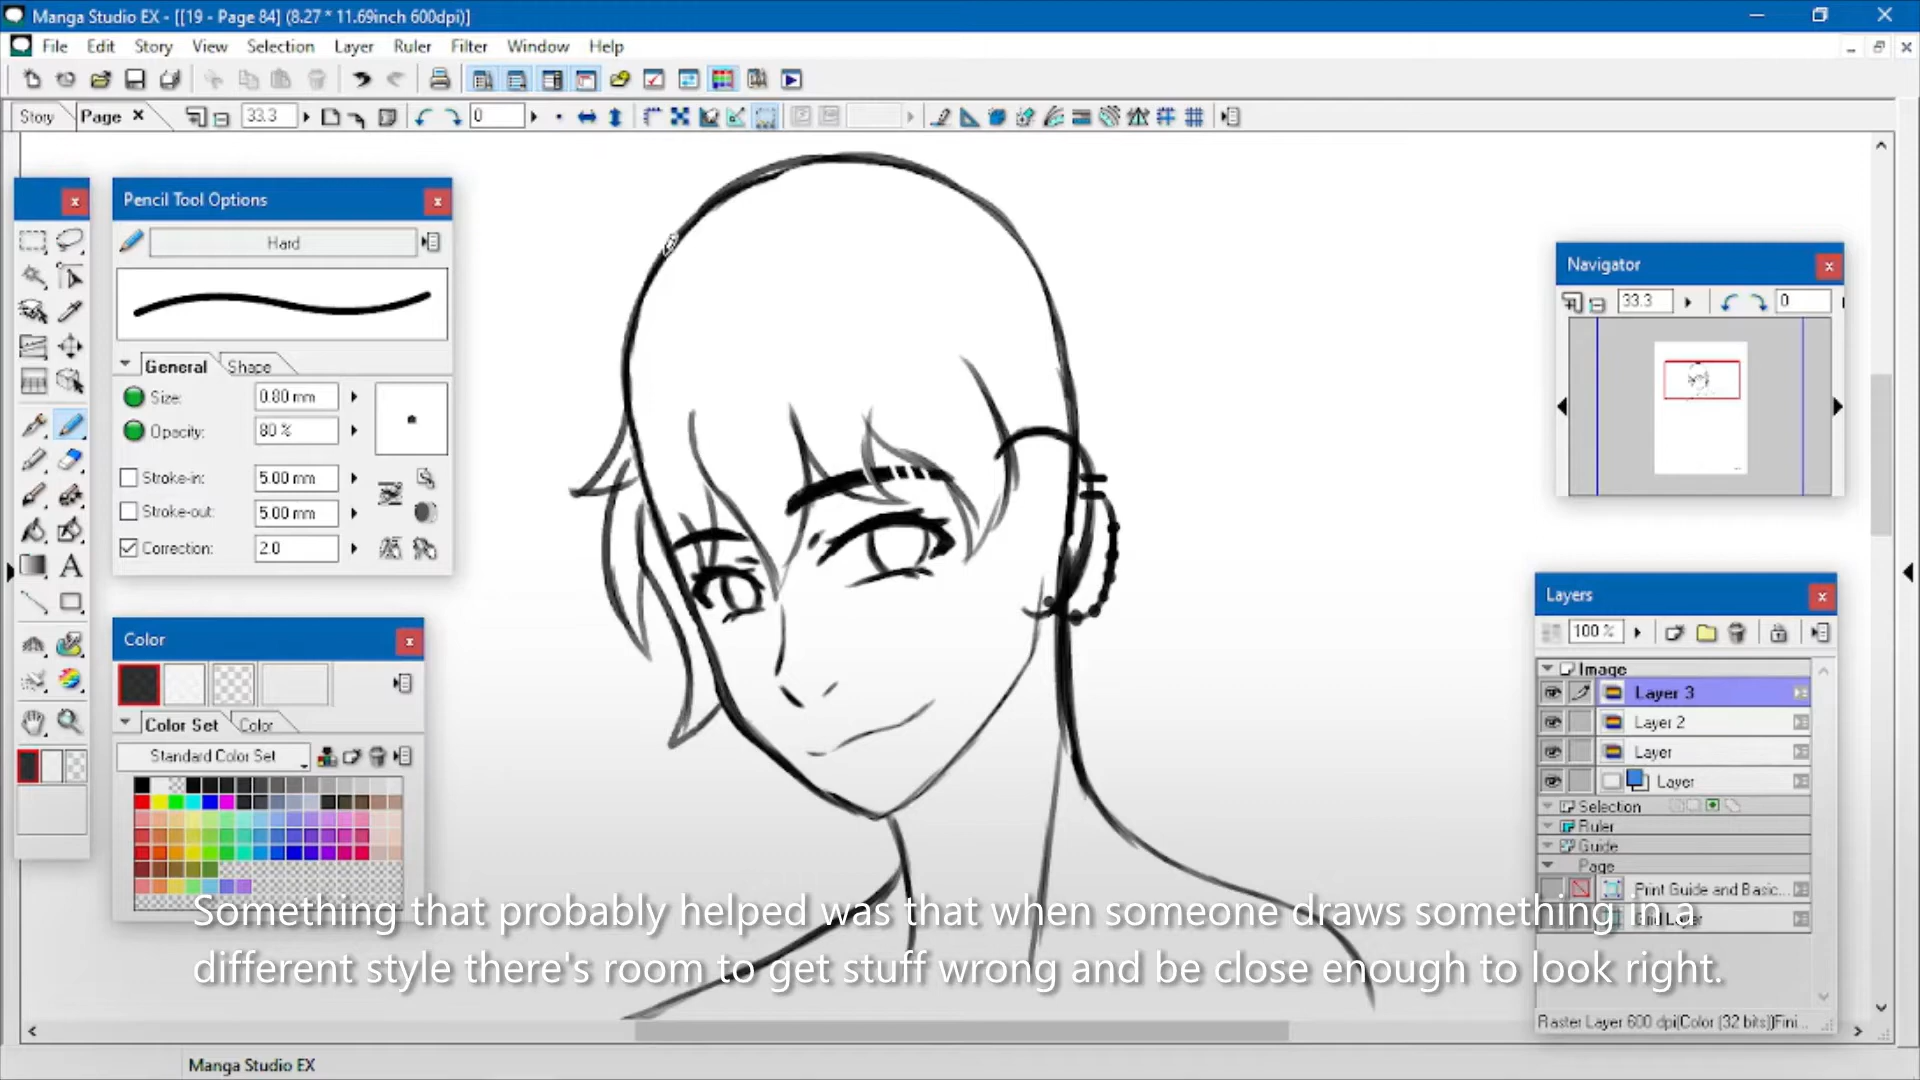 Manga Studio EX - [[19 - Page 84] (8.27 * 11.69inch 600dpi)]
File Edit Story View Selection Layer Ruler Filter Window Help
Story Page 33.3 0
Pencil Tool Options
Hard
General Shape
Size: 0.80 mm
Opacity: 80 %
Stroke-in: 5.00 mm
Stroke-out: 5.00 mm
Correction: 2.0
Color
Color Set Color
Standard Color Set
Navigator
33.3 0
Layers
100 %
Image
Layer 3
Layer 2
Layer
Layer
Selection
Ruler
Guide
Page
Print Guide and Basic...
Grid Layer
Raster Layer 600 dpi(Color (32 bits))Fini...
Something that probably helped was that when someone draws something in a
different style there's room to get stuff wrong and be close enough to look right.
Manga Studio EX